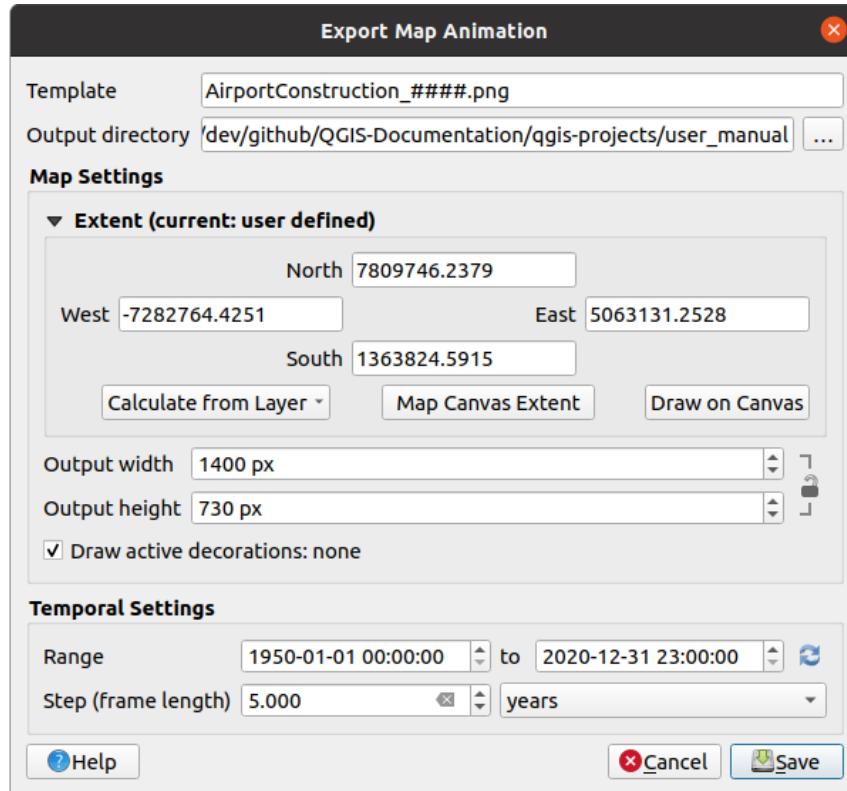 Export Map Animation
Template AirportConstruction_####.png
Output directory /dev/github/QGIS-Documentation/qgis-projects/user_manual ...
Map Settings
Extent (current: user defined)
North 7809746.2379
West -7282764.4251 East 5063131.2528
South 1363824.5915
Calculate from Layer Map Canvas Extent Draw on Canvas
Output width 1400 px
Output height 730 px
Draw active decorations: none
Temporal Settings
Range 1950-01-01 00:00:00 to 2020-12-31 23:00:00
Step (frame length) 5.000 years
Help Cancel Save